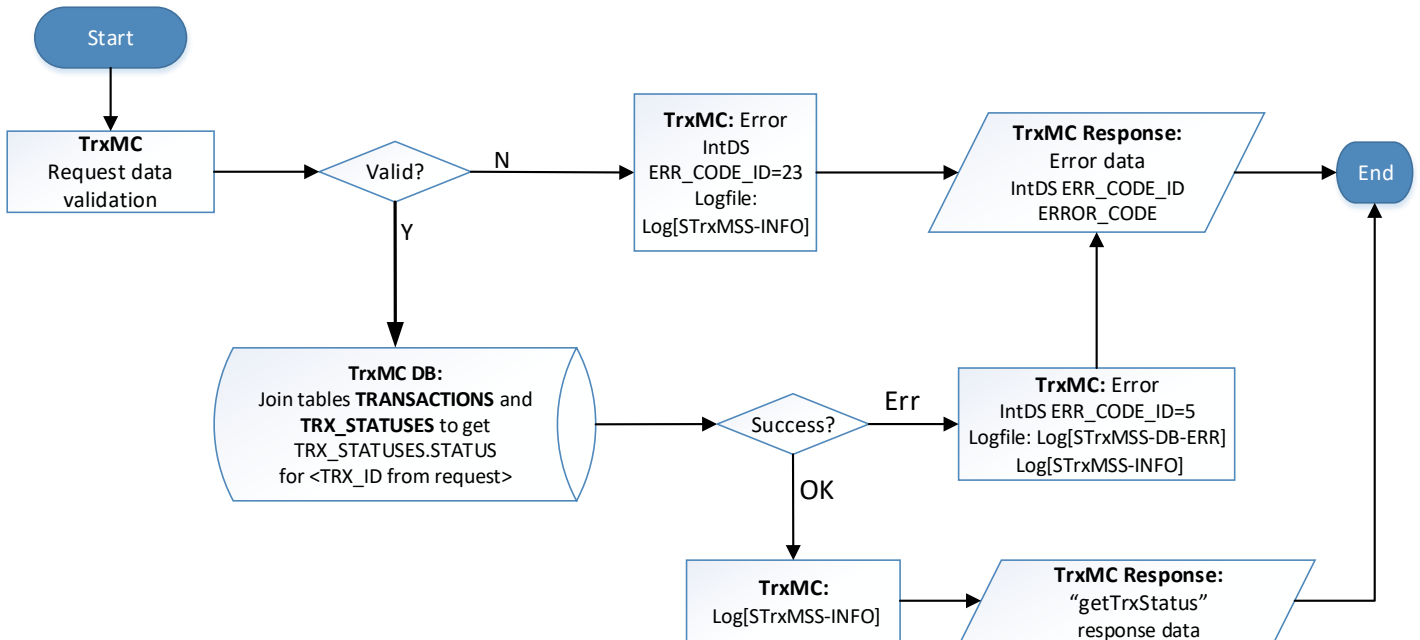 Start
TrxMC
Request data
validation
Valid?
N
Y
TrxMC: Error
IntDS
ERR_CODE_ID=23
Logfile:
Log[STrxMSS-INFO]
TrxMC Response:
Error data
IntDS ERR_CODE_ID
ERROR_CODE
End
TrxMC DB:
Join tables TRANSACTIONS and
TRX_STATUSES to get
TRX_STATUSES.STATUS
for <TRX_ID from request>
Success?
Err
OK
TrxMC: Error
IntDS ERR_CODE_ID=5
Logfile: Log[STrxMSS-DB-ERR]
Log[STrxMSS-INFO]
TrxMC:
Log[STrxMSS-INFO]
TrxMC Response:
“getTrxStatus”
response data